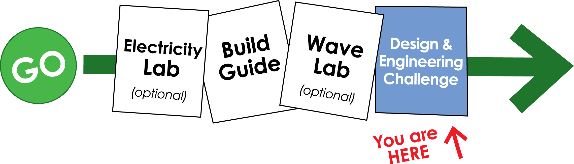 GO
Electricity
Lab
(optional)
Build
Guide
Wave
Lab
(optional)
Design &
Engineering
Challenge
You are
HERE